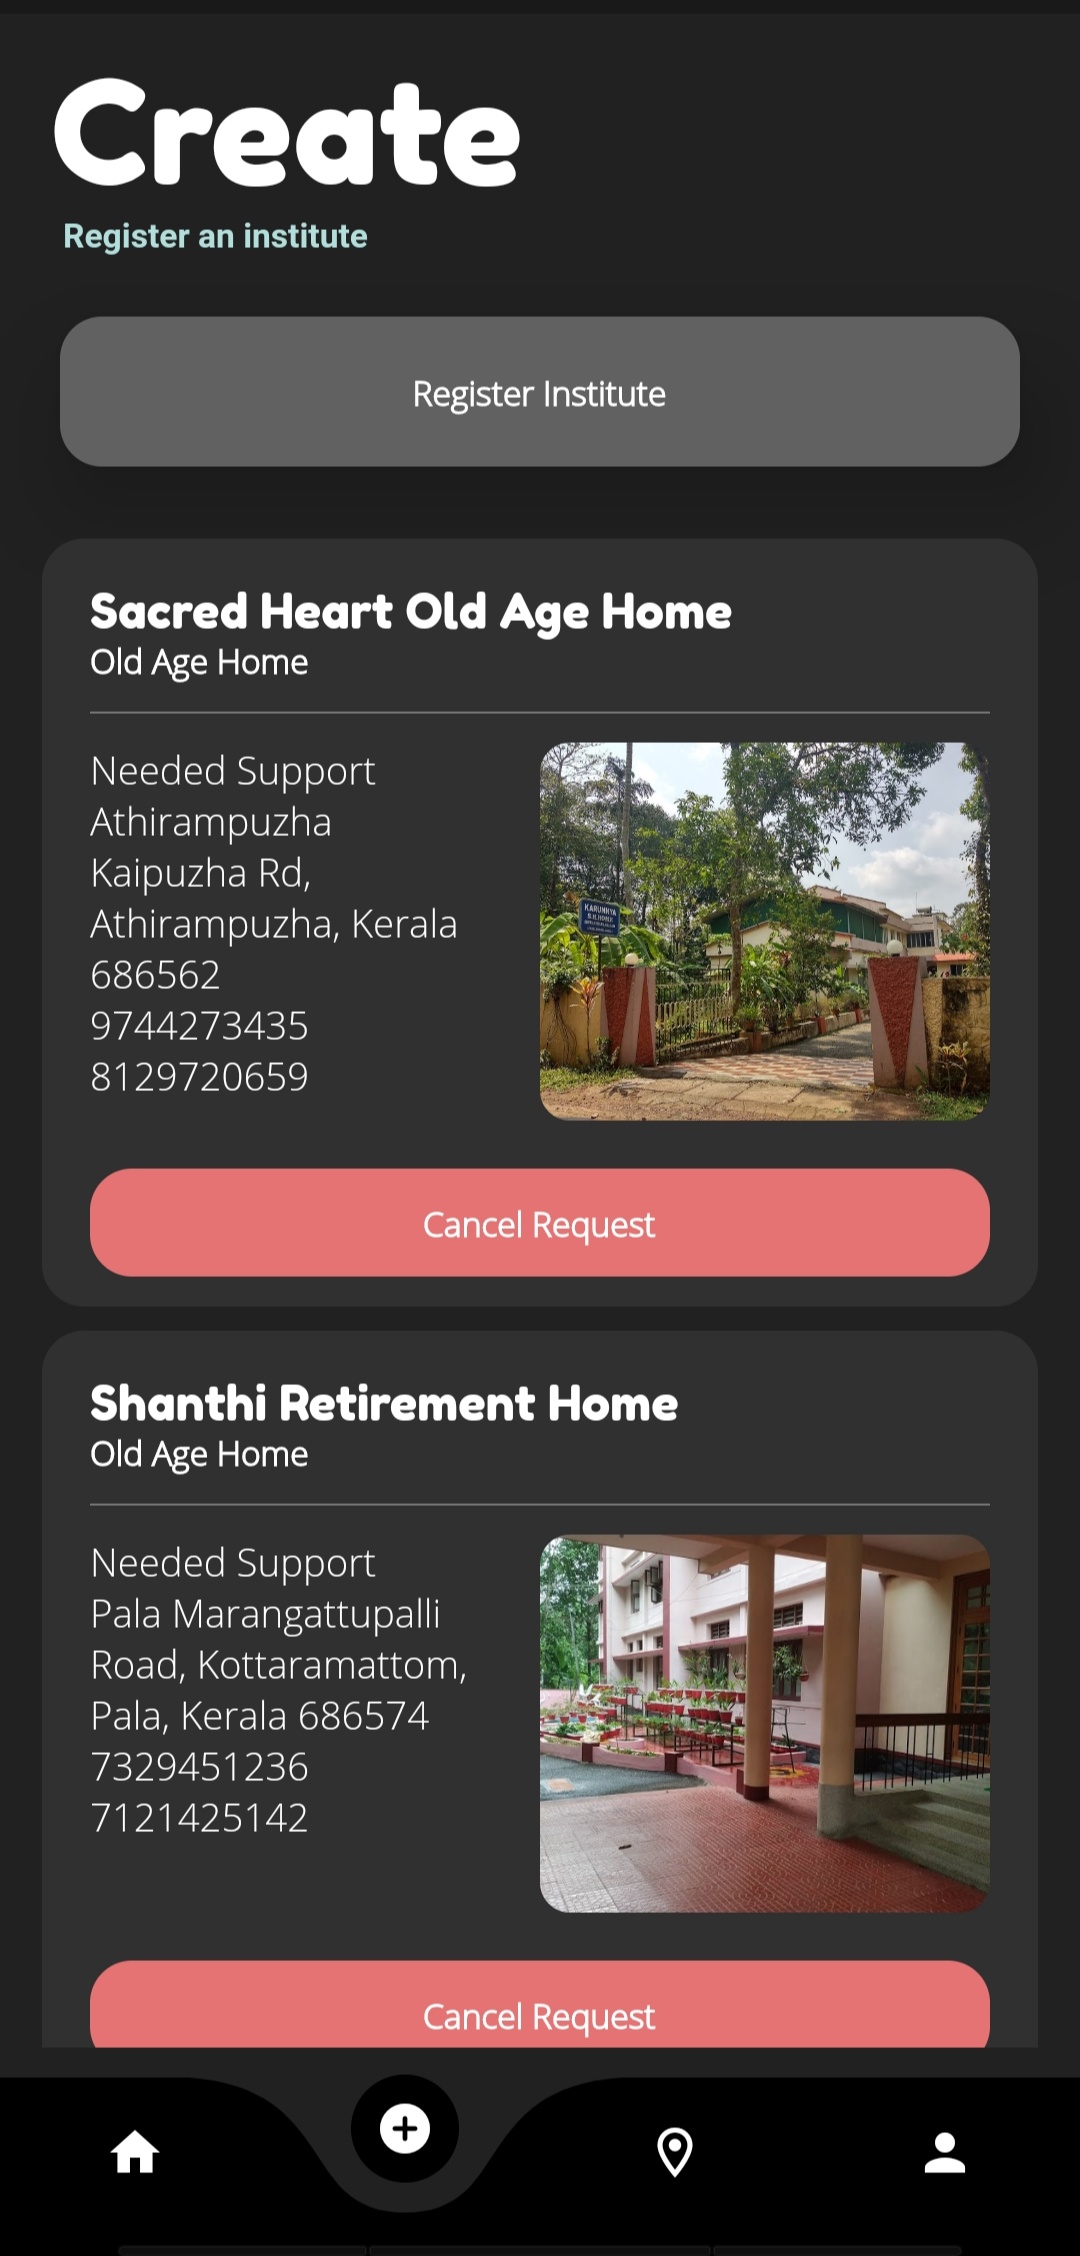 Create
Register an institute
Register Institute
Sacred Heart Old Age Home
Old Age Home
Needed Support
Athirampuzha
Kaipuzha Rd,
Athirampuzha, Kerala
686562
9744273435
8129720659
KARUNNYA
Cancel Request
Shanthi Retirement Home
Old Age Home
Needed Support
Pala Marangattupalli
Road, Kottaramattom,
Pala, Kerala 686574
7329451236
7121425142
Cancel Request